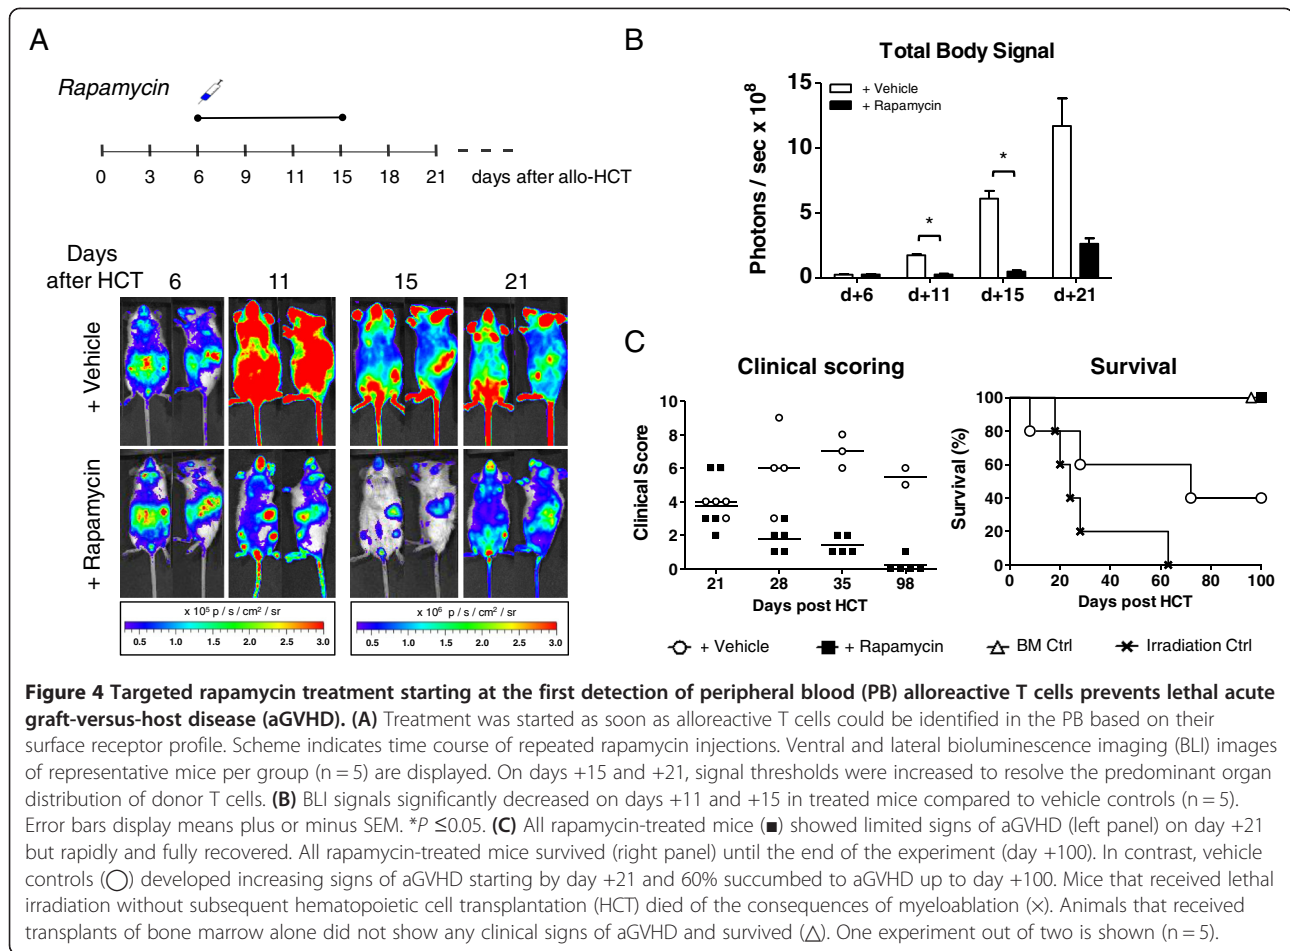 A
Rapamycin
0 3 6 9 11 15 18 21 days after allo-HCT
Days
after HCT 6 11 15 21
+ Vehicle
+ Rapamycin
x 10⁵ p / s / cm² / sr
0.5 1.0 2.0 3.0
x 10⁶ p / s / cm² / sr
0.5 1.0 2.0 3.0
B
Total Body Signal
Photons / sec x 10⁸
15
10
5
0
+ Vehicle
+ Rapamycin
*
*
d+6 d+11 d+15 d+21
C
Clinical scoring
Clinical Score
10
8
6
4
2
0
21 28 35 98
Days post HCT
Survival
Survival (%)
80
60
40
20
0
0 20 40 60 80 100
Days post HCT
+ Vehicle + Rapamycin BM Ctrl Irradiation Ctrl
Figure 4 Targeted rapamycin treatment starting at the first detection of peripheral blood (PB) alloreactive T cells prevents lethal acute
graft-versus-host disease (aGVHD). (A) Treatment was started as soon as alloreactive T cells could be identified in the PB based on their
surface receptor profile. Scheme indicates time course of repeated rapamycin injections. Ventral and lateral bioluminescence imaging (BLI) images
of representative mice per group (n = 5) are displayed. On days +15 and +21, signal thresholds were increased to resolve the predominant organ
distribution of donor T cells. (B) BLI signals significantly decreased on days +11 and +15 in treated mice compared to vehicle controls (n = 5).
Error bars display means plus or minus SEM. *P ≤0.05. (C) All rapamycin-treated mice (■) showed limited signs of aGVHD (left panel) on day +21
but rapidly and fully recovered. All rapamycin-treated mice survived (right panel) until the end of the experiment (day +100). In contrast, vehicle
controls (◯) developed increasing signs of aGVHD starting by day +21 and 60% succumbed to aGVHD up to day +100. Mice that received lethal
irradiation without subsequent hematopoietic cell transplantation (HCT) died of the consequences of myeloablation (×). Animals that received
transplants of bone marrow alone did not show any clinical signs of aGVHD and survived (△). One experiment out of two is shown (n = 5).